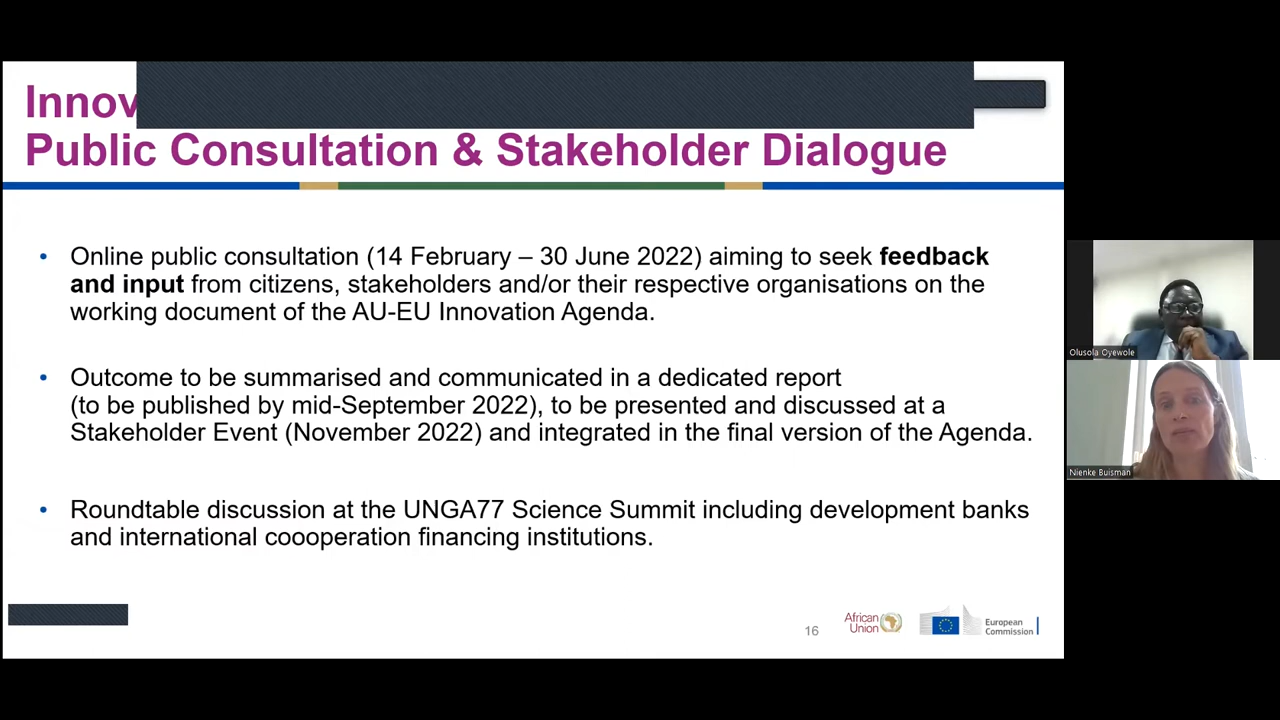 Innov
Public Consultation & Stakeholder Dialogue
• Online public consultation (14 February – 30 June 2022) aiming to seek feedback
and input from citizens, stakeholders and/or their respective organisations on the
working document of the AU-EU Innovation Agenda.
• Outcome to be summarised and communicated in a dedicated report
(to be published by mid-September 2022), to be presented and discussed at a
Stakeholder Event (November 2022) and integrated in the final version of the Agenda.
• Roundtable discussion at the UNGA77 Science Summit including development banks
and international coooperation financing institutions.
16
African
Union
European
Commission
Olusola Oyewole
Nienke Buisman